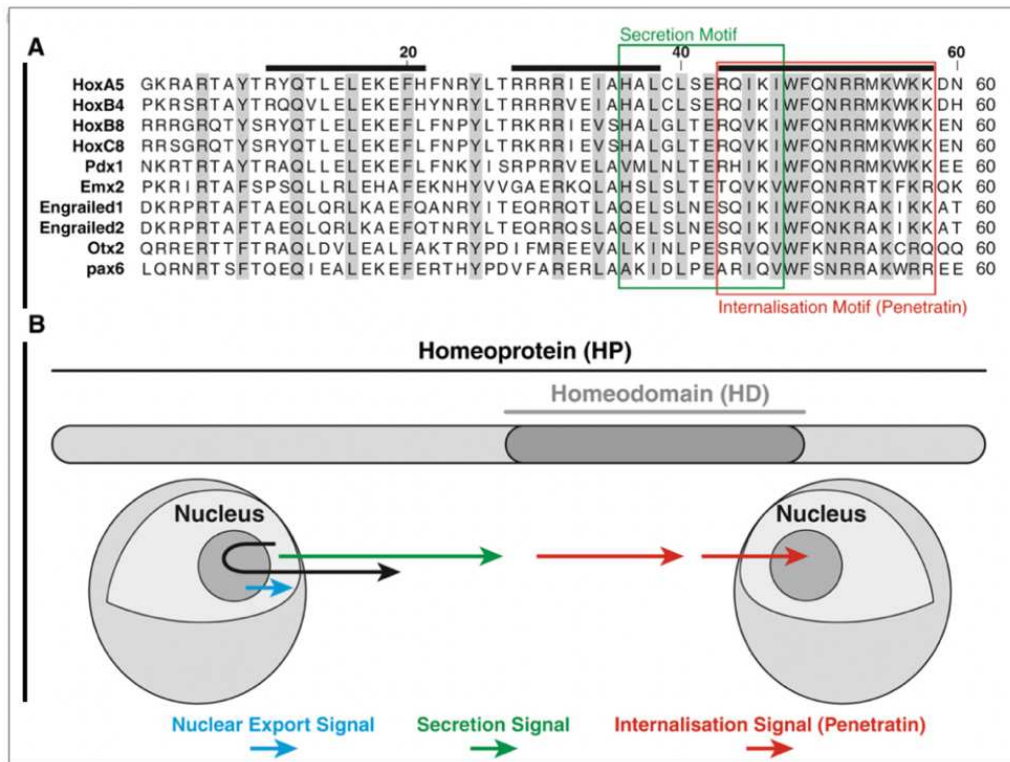 A
Secretion Motif
20 40 60
HoxA5 GKRARTAYTRYQTLELEKEFHFNRYLTRRRRIEIAHALCLSERQIKIWFQNRRMKWKKDN 60
HoxB4 PKRSRTAYTRQQVLELEKEFHYNRYLTRRRRVEIAHALCLSERQIKIWFQNRRMKWKKDH 60
HoxB8 RRRGRQTYSRYQTLELEKEFLFNPYLTRKRRIEVSHALGLTERQVKIWFQNRRMKWKKEN 60
HoxC8 RRSGRQTYSRYQTLELEKEFLFNPYLTRKRRIEVSHALGLTERQVKIWFQNRRMKWKKEN 60
Pdx1 NKRTRTAYTRAQLLELEKEFLFNKYISRPRRVELAVMLNLTERHIKIWFQNRRMKWKKEE 60
Emx2 PKRIRTAFSPSQLLRLEHAFEKNHYVVGAERKQLAHSLSLTETQVKVWFQNRRTKFKRQK 60
Engrailed1 DKRPRTAFTAEQLQRLKAEFQANRYITEQRRQTLAQELSLNESQIKIWFQNKRAKIKKAT 60
Engrailed2 DKRPRTAFTAEQLQRLKAEFQTNRYLTEQRRQSLAQELSLNESQIKIWFQNKRAKIKKAT 60
Otx2 QRRERTTFTRAQLDVLEALFAKTRYPDIFMREEVALKINLPESRVQVWFKNRRAKCRQQQ 60
pax6 LQRNRTSFTQEQIEALEKEFERTHYPDVFARERLAAKIDLPEARIQVWFSNRRAKWRREE 60
Internalisation Motif (Penetratin)
B
Homeoprotein (HP)
Homeodomain (HD)
Nucleus
Nucleus
Nuclear Export Signal
Secretion Signal
Internalisation Signal (Penetratin)